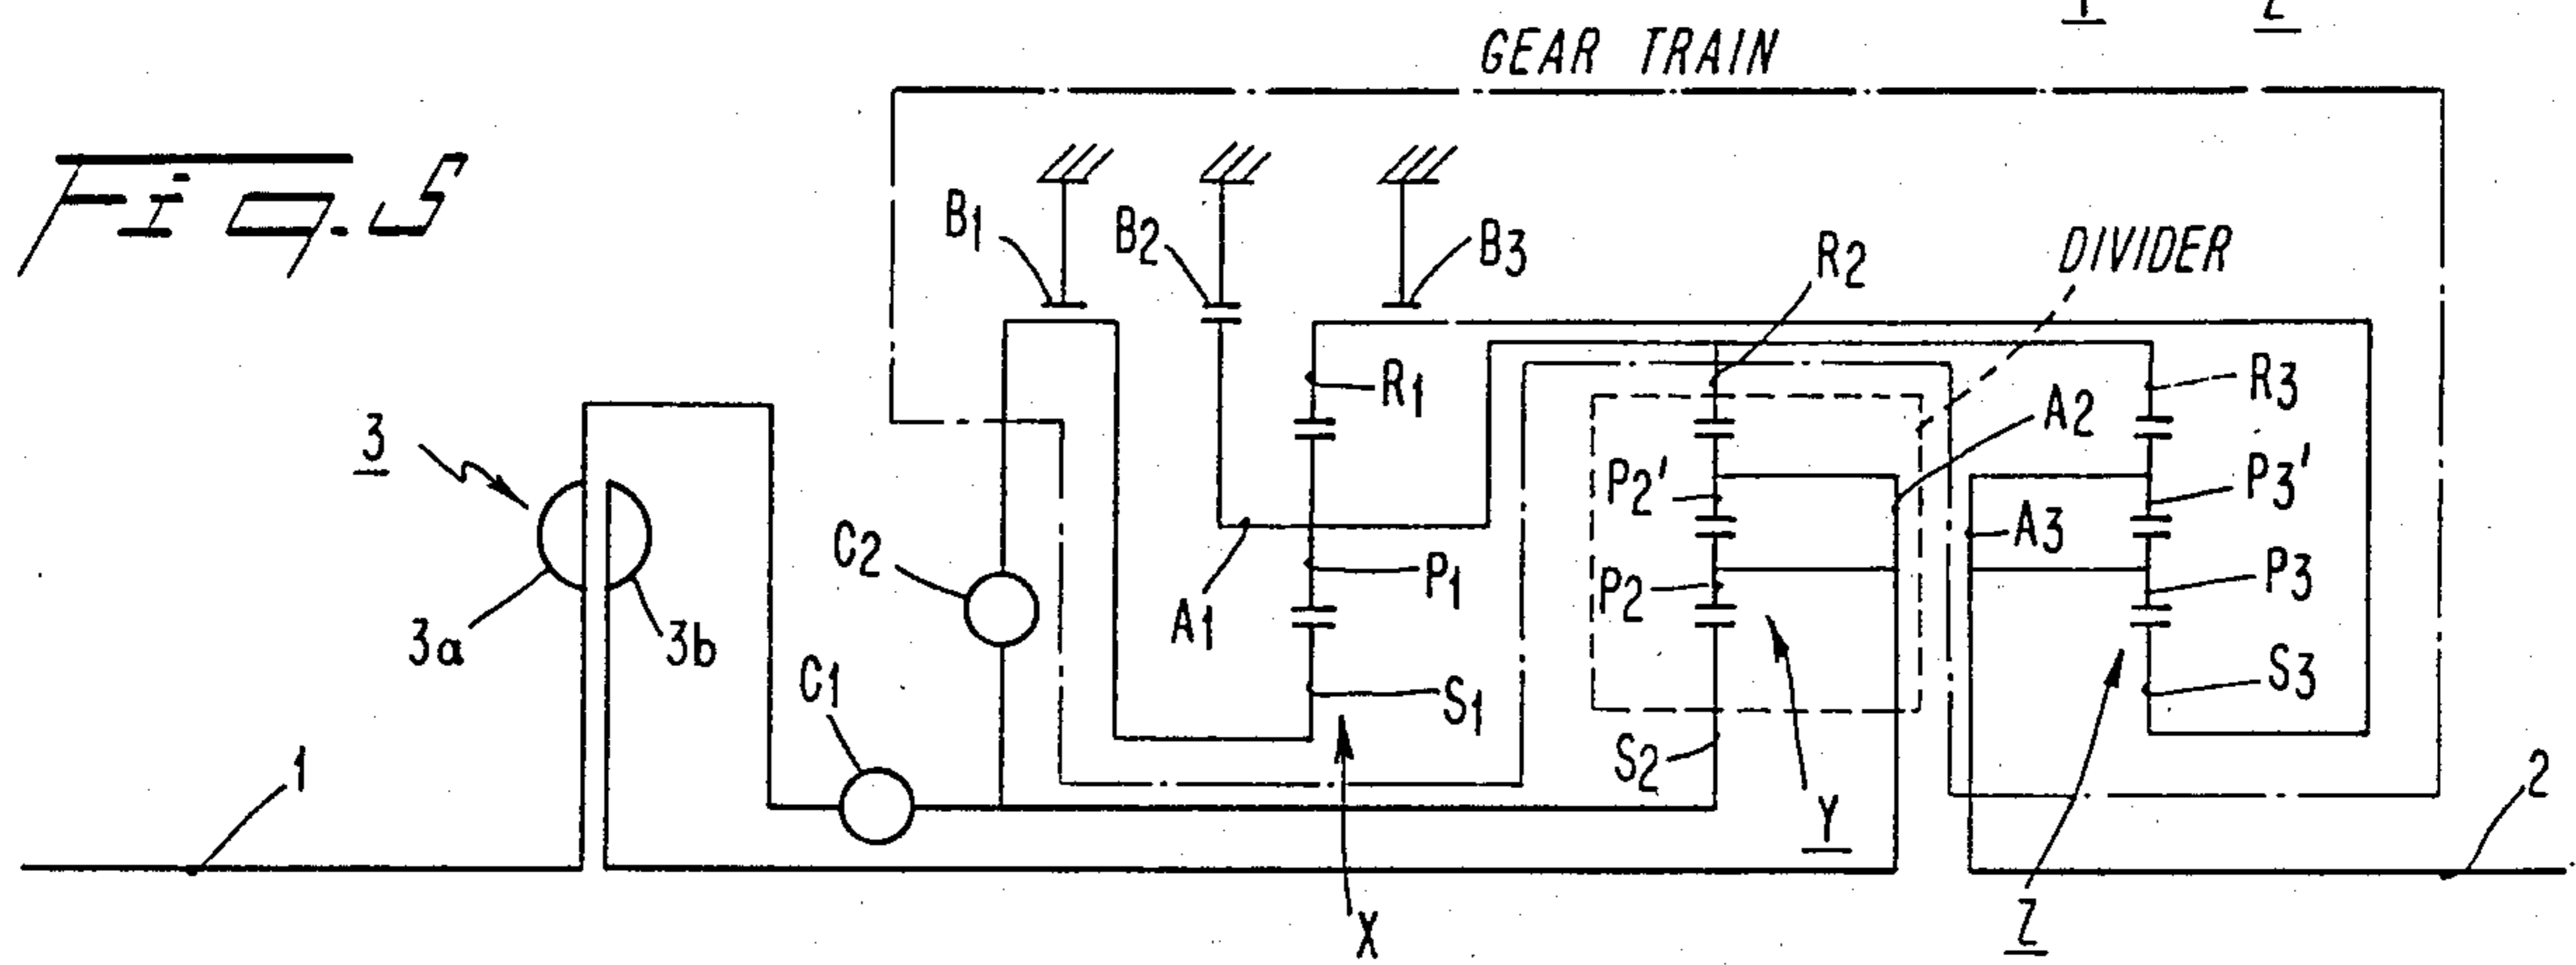 GEAR TRAIN
Fig. 5
B1
B2
B3
R2
DIVIDER
R1
R3
3
A2
P2'
P3'
C2
A3
P1
P2
P3
A1
3a
3b
C1
S1
S2
S3
1
2
Y
X
Z